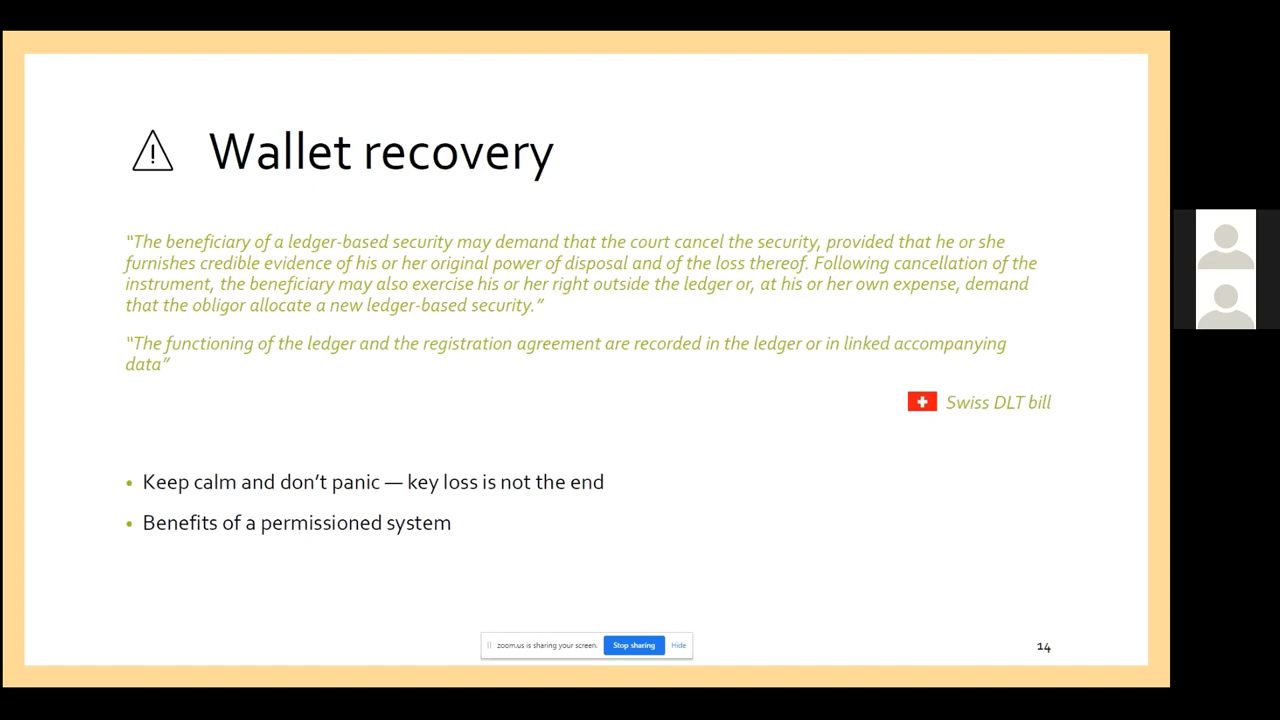 Wallet recovery
“The beneficiary of a ledger-based security may demand that the court cancel the security, provided that he or she
furnishes credible evidence of his or her original power of disposal and of the loss thereof. Following cancellation of the
instrument, the beneficiary may also exercise his or her right outside the ledger or, at his or her own expense, demand
that the obligor allocate a new ledger-based security.”
“The functioning of the ledger and the registration agreement are recorded in the ledger or in linked accompanying
data”
Swiss DLT bill
• Keep calm and don’t panic — key loss is not the end
• Benefits of a permissioned system
zoom.us is sharing your screen. Stop sharing Hide
14